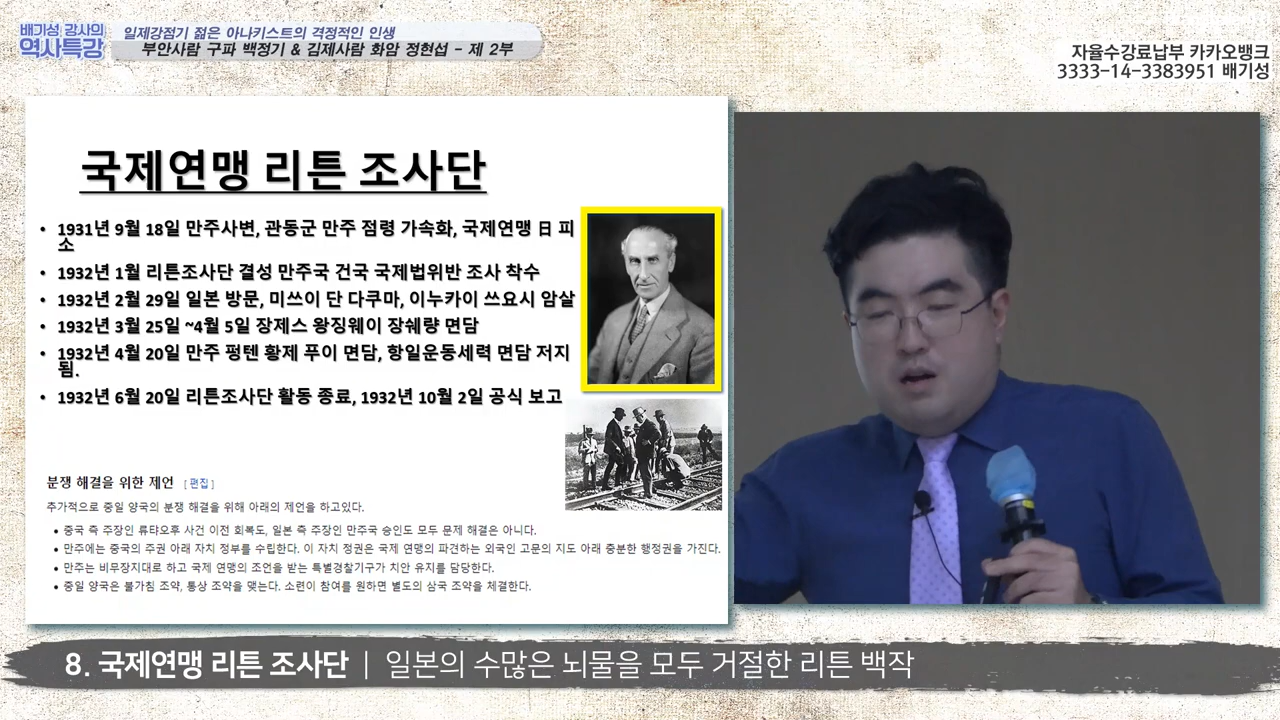 배기성 강사의
역사특강
일제강점기 젊은 아나키스트의 격정적인 인생
부안사람 구파 백정기 & 김제사람 화암 정현섭 - 제 2부
자율수강료납부 카카오뱅크
3333-14-3383951 배기성
국제연맹 리튼 조사단
• 1931년 9월 18일 만주사변, 관동군 만주 점령 가속화, 국제연맹 日 피
소
• 1932년 1월 리튼조사단 결성 만주국 건국 국제법위반 조사 착수
• 1932년 2월 29일 일본 방문, 미쓰이 단 다쿠마, 이누카이 쓰요시 암살
• 1932년 3월 25일 ~4월 5일 장제스 왕징웨이 장쉐량 면담
• 1932년 4월 20일 만주 펑톈 황제 푸이 면담, 항일운동세력 면담 저지
됨.
• 1932년 6월 20일 리튼조사단 활동 종료, 1932년 10월 2일 공식 보고
분쟁 해결을 위한 제언 [편집]
추가적으로 중일 양국의 분쟁 해결을 위해 아래의 제언을 하고있다.
• 중국 측 주장인 류탸오후 사건 이전 회복도, 일본 측 주장인 만주국 승인도 모두 문제 해결은 아니다.
• 만주에는 중국의 주권 아래 자치 정부를 수립한다. 이 자치 정권은 국제 연맹의 파견하는 외국인 고문의 지도 아래 충분한 행정권을 가진다.
• 만주는 비무장지대로 하고 국제 연맹의 조언을 받는 특별경찰기구가 치안 유지를 담당한다.
• 중일 양국은 불가침 조약, 통상 조약을 맺는다. 소련이 참여를 원하면 별도의 삼국 조약을 체결한다.
8. 국제연맹 리튼 조사단 | 일본의 수많은 뇌물을 모두 거절한 리튼 백작